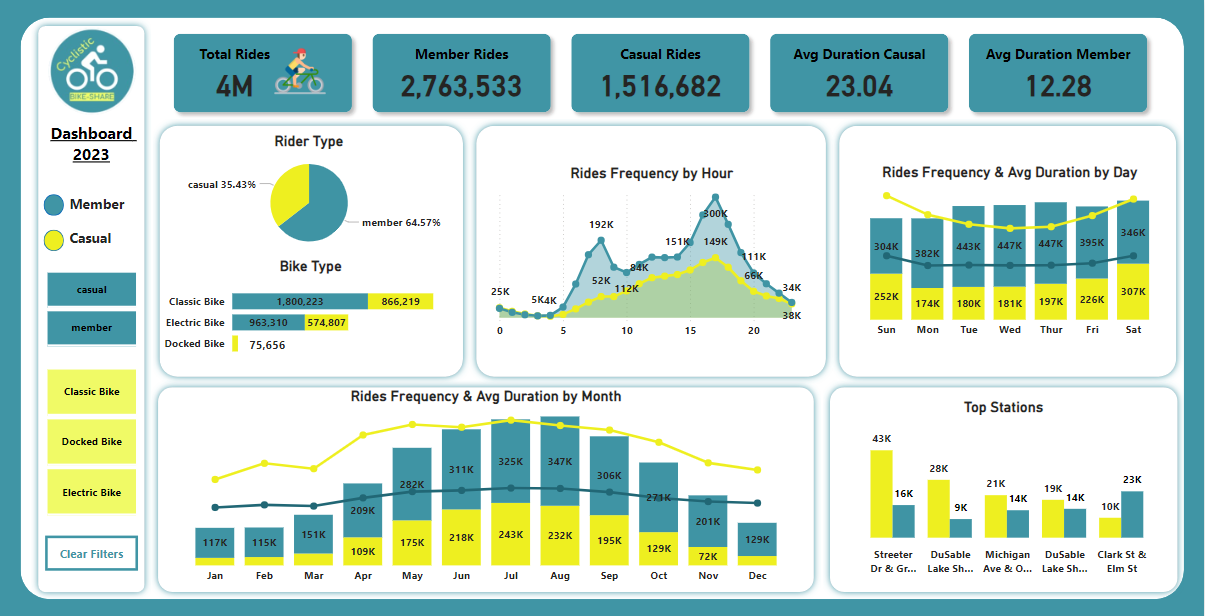 Cyclistic
BIKE-SHARE
Dashboard
2023
Member
Casual
casual
member
Classic Bike
Docked Bike
Electric Bike
Clear Filters
Total Rides
4M
Member Rides
2,763,533
Casual Rides
1,516,682
Avg Duration Causal
23.04
Avg Duration Member
12.28
Rider Type
casual 35.43%
member 64.57%
Bike Type
Classic Bike 1,800,223 866,219
Electric Bike 963,310 574,807
Docked Bike 75,656
Rides Frequency by Hour
300K
192K
151K 149K
111K
84K
52K 66K
25K 112K 34K
5K 4K 38K
0 5 10 15 20
Rides Frequency & Avg Duration by Day
304K 382K 443K 447K 447K 395K 346K
252K 174K 180K 181K 197K 226K 307K
Sun Mon Tue Wed Thur Fri Sat
Rides Frequency & Avg Duration by Month
117K 115K 151K 209K 282K 311K 325K 347K 306K 271K 201K 129K
109K 175K 218K 243K 232K 195K 129K 72K
Jan Feb Mar Apr May Jun Jul Aug Sep Oct Nov Dec
Top Stations
43K 16K 28K 9K 21K 14K 19K 14K 10K 23K
Streeter DuSable Michigan DuSable Clark St &
Dr & Gr... Lake Sh... Ave & O... Lake Sh... Elm St